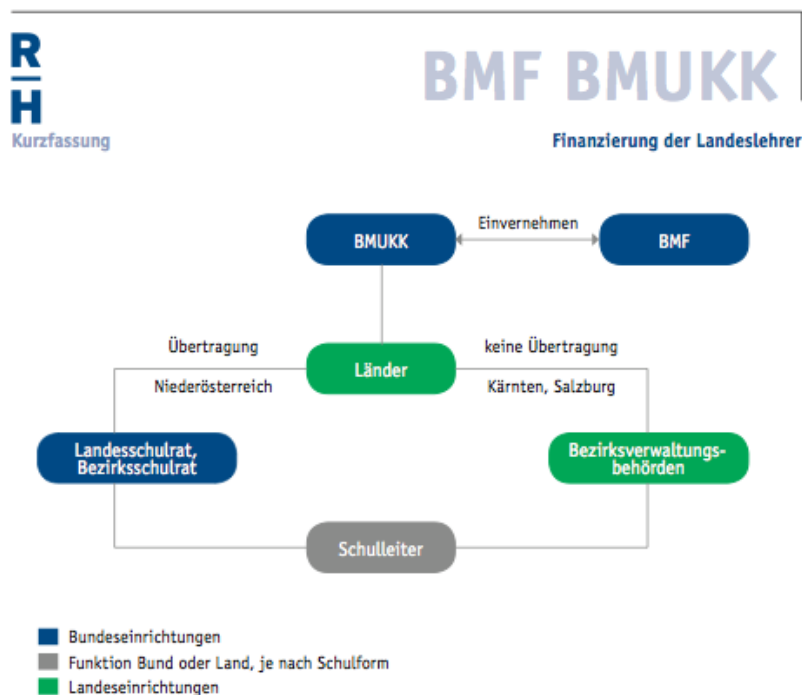 R
H
BMF BMUKK
Kurzfassung
Finanzierung der Landeslehrer
BMUKK
Einvernehmen
BMF
Übertragung
Länder
keine Übertragung
Niederösterreich
Kärnten, Salzburg
Landesschulrat,
Bezirksschulrat
Bezirksverwaltungs-
behörden
Schulleiter
Bundeseinrichtungen
Funktion Bund oder Land, je nach Schulform
Landeseinrichtungen